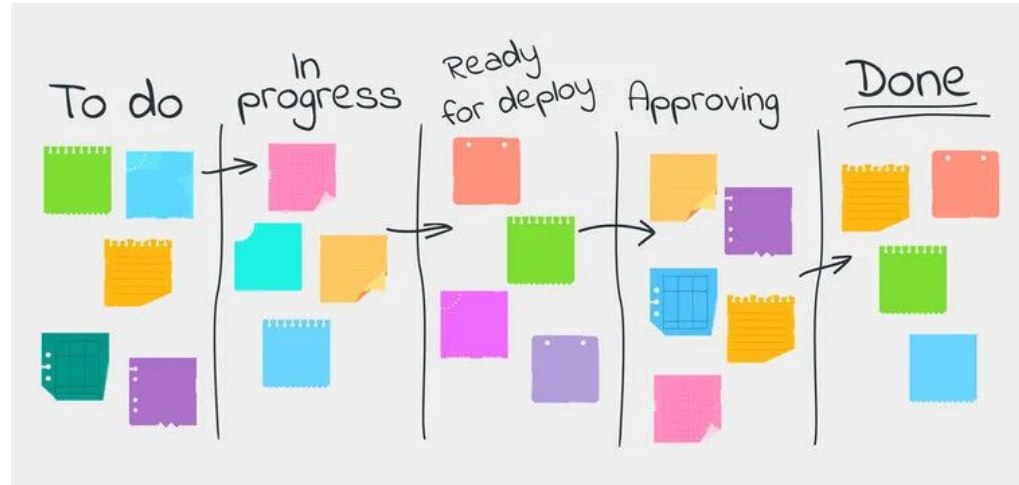 To do
In
progress
Ready
for deploy
Approving
Done